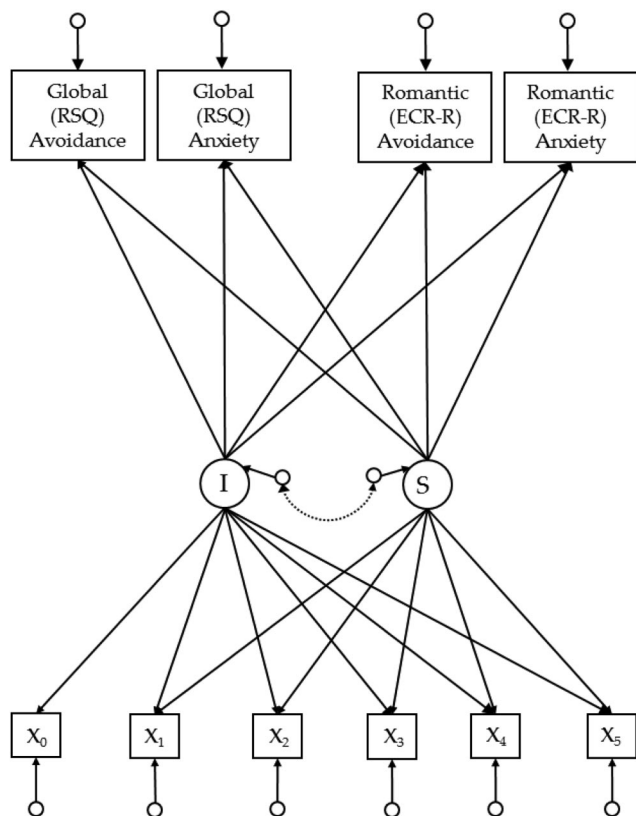 Global
(RSQ)
Avoidance
Global
(RSQ)
Anxiety
Romantic
(ECR-R)
Avoidance
Romantic
(ECR-R)
Anxiety
I
S
X₀
X₁
X₂
X₃
X₄
X₅